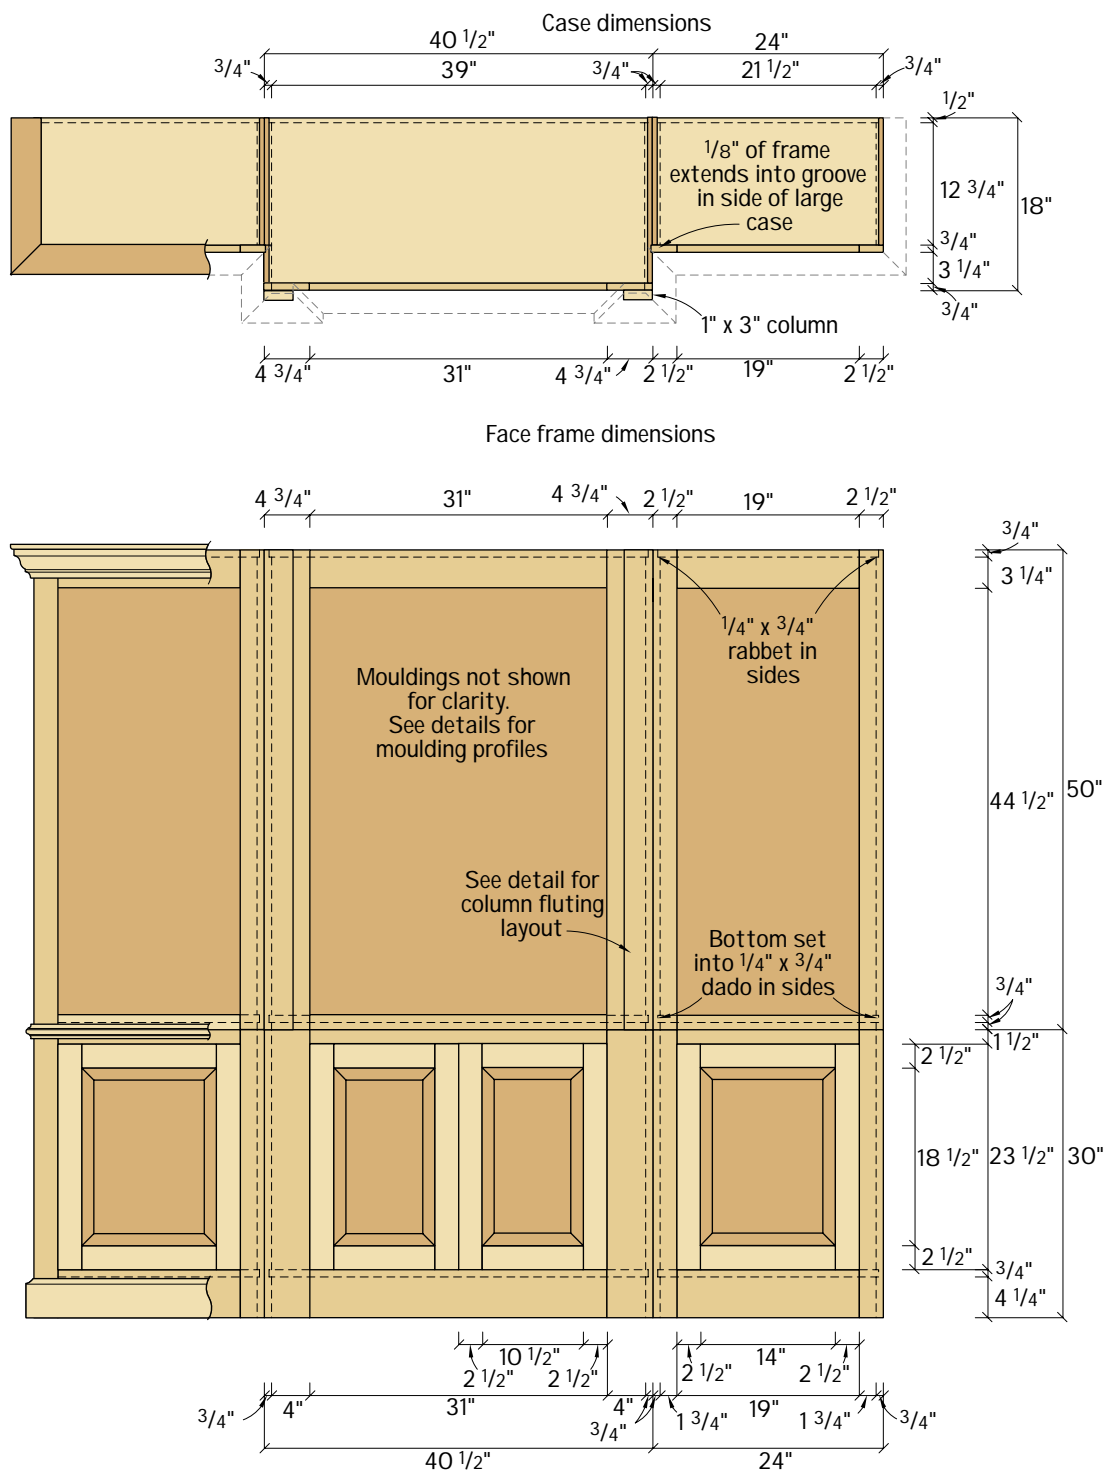 Case dimensions
40 1/2" 24"
3/4" 39" 3/4" 21 1/2" 3/4"
1/2"
1/8" of frame
extends into groove
in side of large
case
12 3/4"
18"
3/4"
3 1/4"
3/4"
1" x 3" column
4 3/4" 31" 4 3/4" 2 1/2" 19" 2 1/2"
Face frame dimensions
4 3/4" 31" 4 3/4" 2 1/2" 19" 2 1/2"
3/4"
3 1/4"
1/4" x 3/4"
rabbet in
sides
Mouldings not shown
for clarity.
See details for
moulding profiles
44 1/2" 50"
See detail for
column fluting
layout
Bottom set
into 1/4" x 3/4"
dado in sides
3/4"
1 1/2"
2 1/2"
18 1/2" 23 1/2" 30"
2 1/2"
3/4"
4 1/4"
10 1/2" 14"
2 1/2" 2 1/2" 2 1/2" 2 1/2"
3/4" 4" 31" 4" 3/4" 1 3/4" 19" 1 3/4" 3/4"
40 1/2" 24"